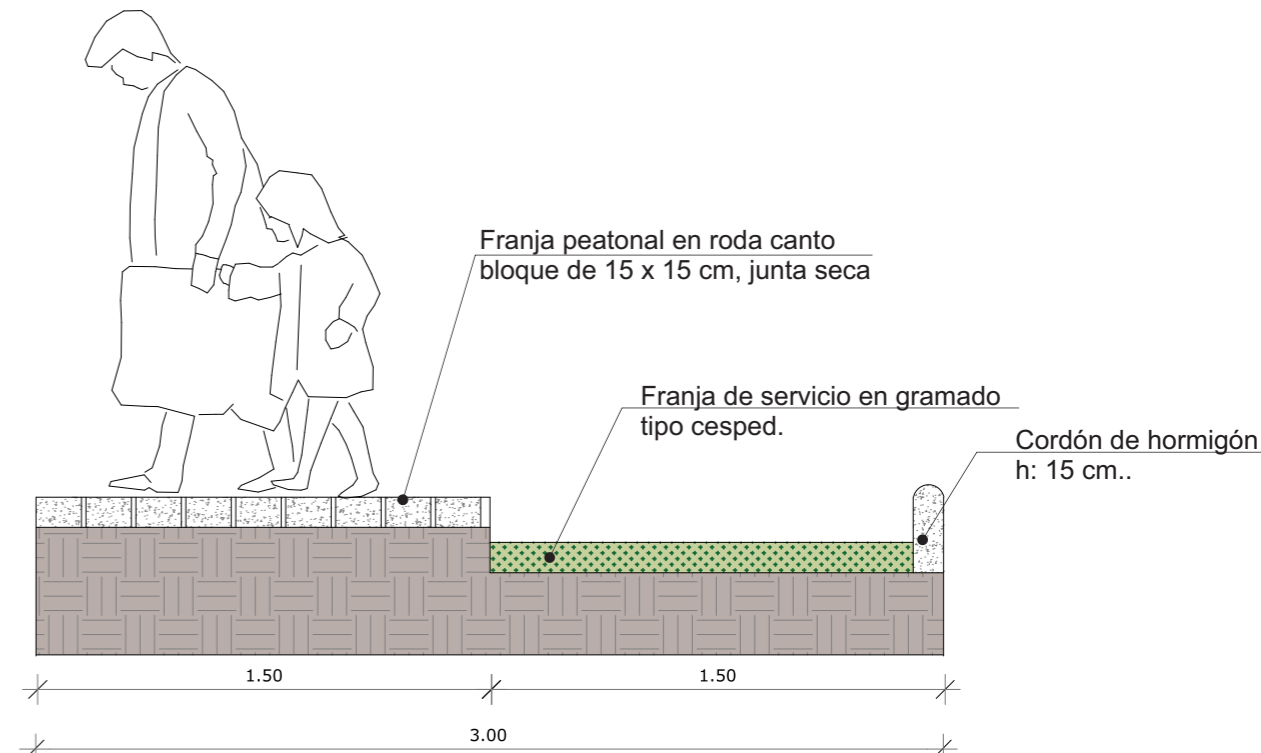 Franja peatonal en roda canto
bloque de 15 x 15 cm, junta seca
Franja de servicio en gramado
tipo cesped.
Cordón de hormigón
h: 15 cm..
1.50
1.50
3.00